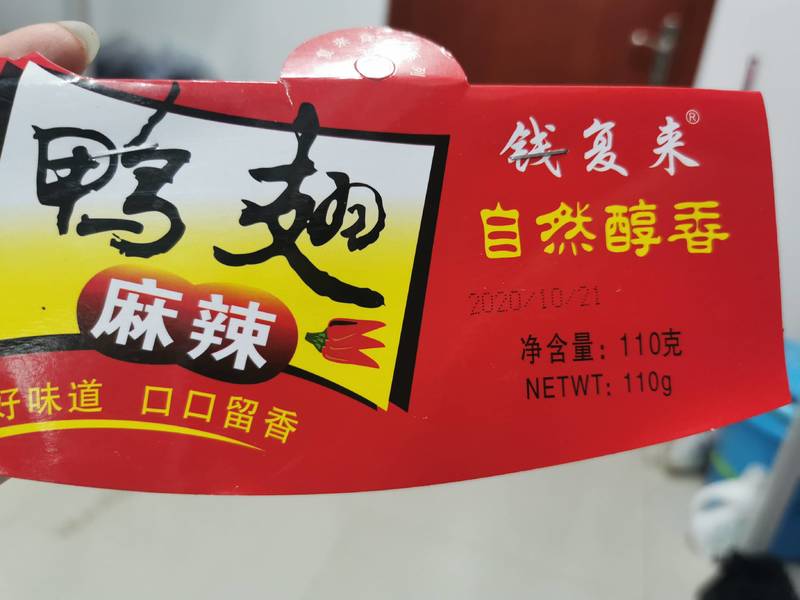 鸭翅
麻辣
好味道 口口留香
钱复来®
自然醇香
2020/10/21
净含量：110克
NETWT: 110g